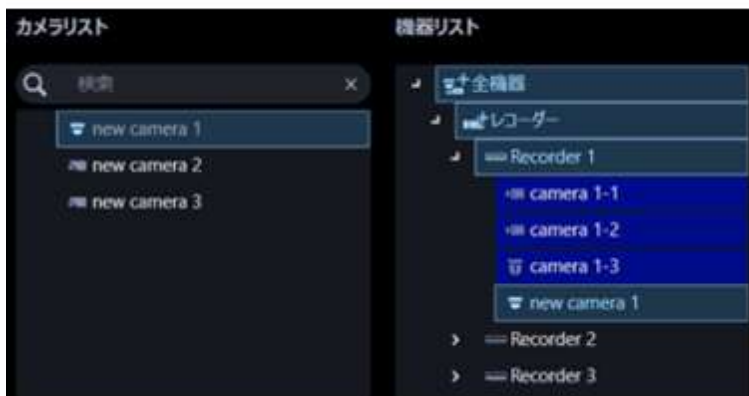 カメラリスト
検索
new camera 1
new camera 2
new camera 3
機器リスト
全機器
レコーダー
Recorder 1
camera 1-1
camera 1-2
camera 1-3
new camera 1
Recorder 2
Recorder 3